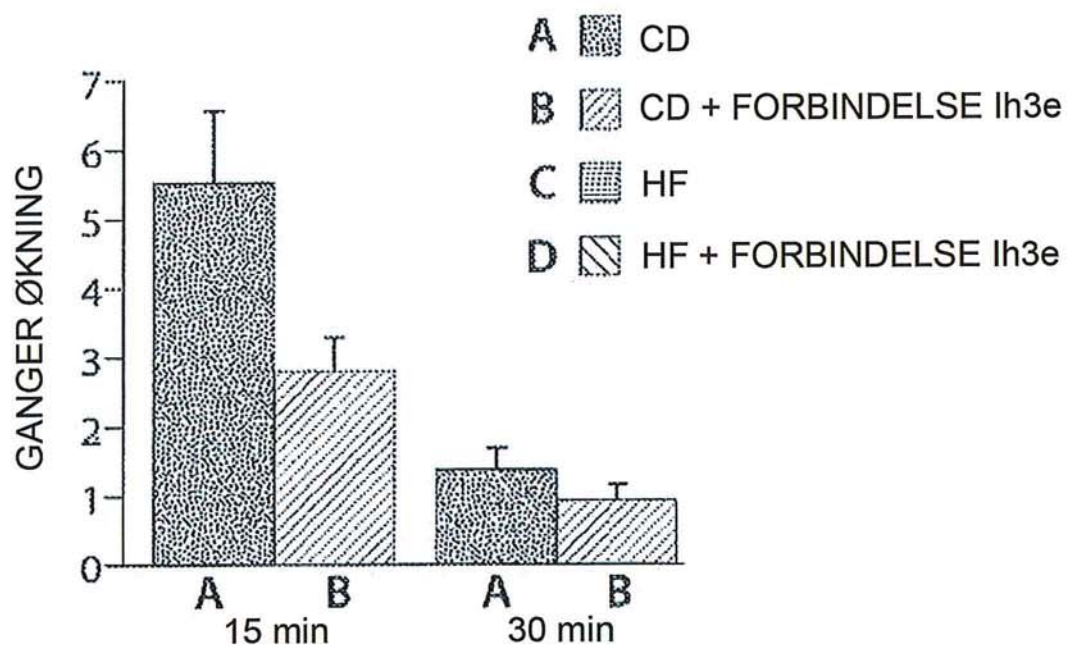 A CD
B CD + FORBINDELSE Ih3e
C HF
D HF + FORBINDELSE Ih3e
GANGER ØKNING
7
6
5
4
3
2
1
0
A B A B
15 min 30 min